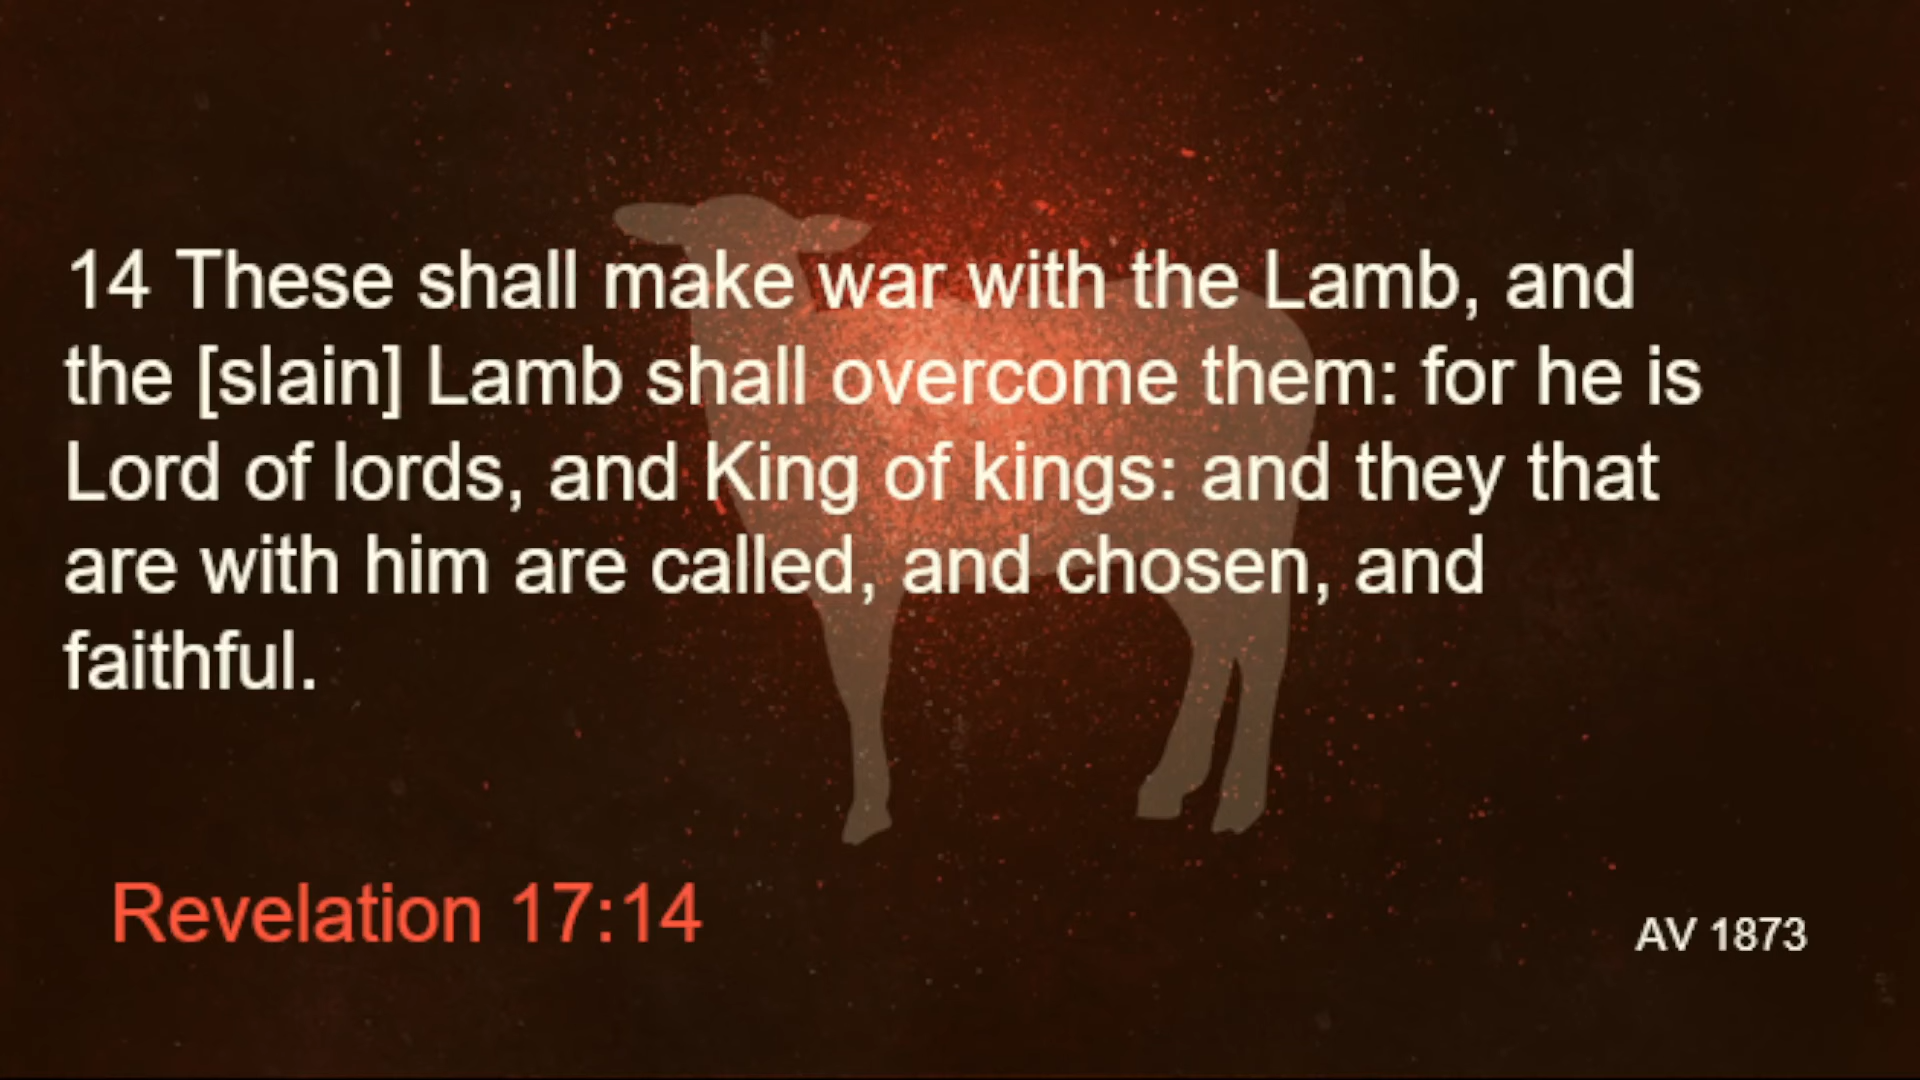 14 These shall make war with the Lamb, and
the [slain] Lamb shall overcome them: for he is
Lord of lords, and King of kings: and they that
are with him are called, and chosen, and
faithful.
Revelation 17:14
AV 1873